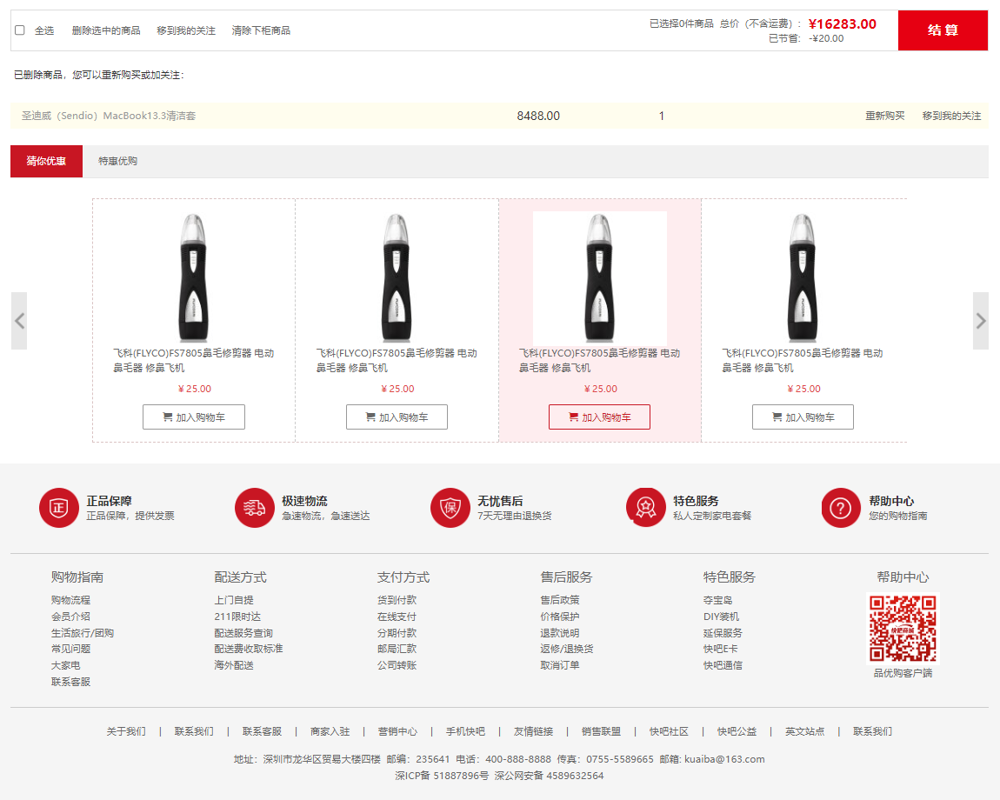 全选 删除选中的商品 移到我的关注 清除下柜商品 已选择0件商品 总价（不含运费）： ¥16283.00 结 算
已节省： -¥20.00
已删除商品，您可以重新购买或加关注：
圣迪威（Sendio）MacBook13.3清洁套 8488.00 1 重新购买 移到我的关注
猜你优惠 特惠优购
飞科(FLYCO)FS7805鼻毛修剪器 电动
鼻毛器 修鼻飞机
¥ 25.00
加入购物车
飞科(FLYCO)FS7805鼻毛修剪器 电动
鼻毛器 修鼻飞机
¥ 25.00
加入购物车
飞科(FLYCO)FS7805鼻毛修剪器 电动
鼻毛器 修鼻飞机
¥ 25.00
加入购物车
飞科(FLYCO)FS7805鼻毛修剪器 电动
鼻毛器 修鼻飞机
¥ 25.00
加入购物车
正
正品保障
正品保障，提供发票
极速物流
急速物流，急速送达
保
无忧售后
7天无理由退换货
特色服务
私人定制家电套餐
?
帮助中心
您的购物指南
购物指南
购物流程
会员介绍
生活旅行/团购
常见问题
大家电
联系客服
配送方式
上门自提
211限时达
配送服务查询
配送费收取标准
海外配送
支付方式
货到付款
在线支付
分期付款
邮局汇款
公司转账
售后服务
售后政策
价格保护
退款说明
返修/退换货
取消订单
特色服务
夺宝岛
DIY装机
延保服务
快吧E卡
快吧通信
帮助中心
快吧商城
品优购客户端
关于我们 | 联系我们 | 联系客服 | 商家入驻 | 营销中心 | 手机快吧 | 友情链接 | 销售联盟 | 快吧社区 | 快吧公益 | 英文站点 | 联系我们
地址：深圳市龙华区贸易大楼四楼 邮编：235641 电话：400-888-8888 传真：0755-5589665 邮箱: kuaiba@163.com
深ICP备 51887896号 深公网安备 4589632564